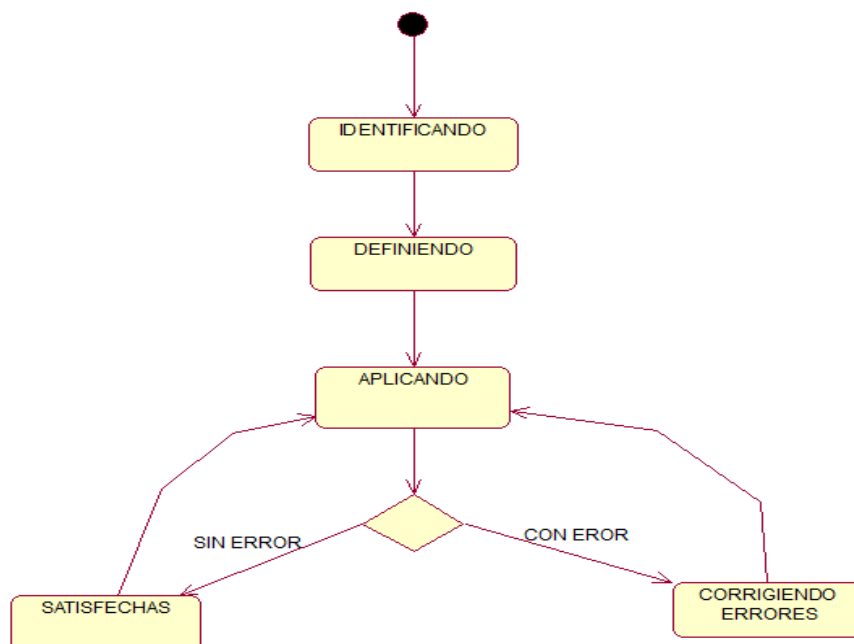 IDENTIFICANDO
DEFINIENDO
APLICANDO
SIN ERROR
CON EROR
SATISFECHAS
CORRIGIENDO
ERRORES